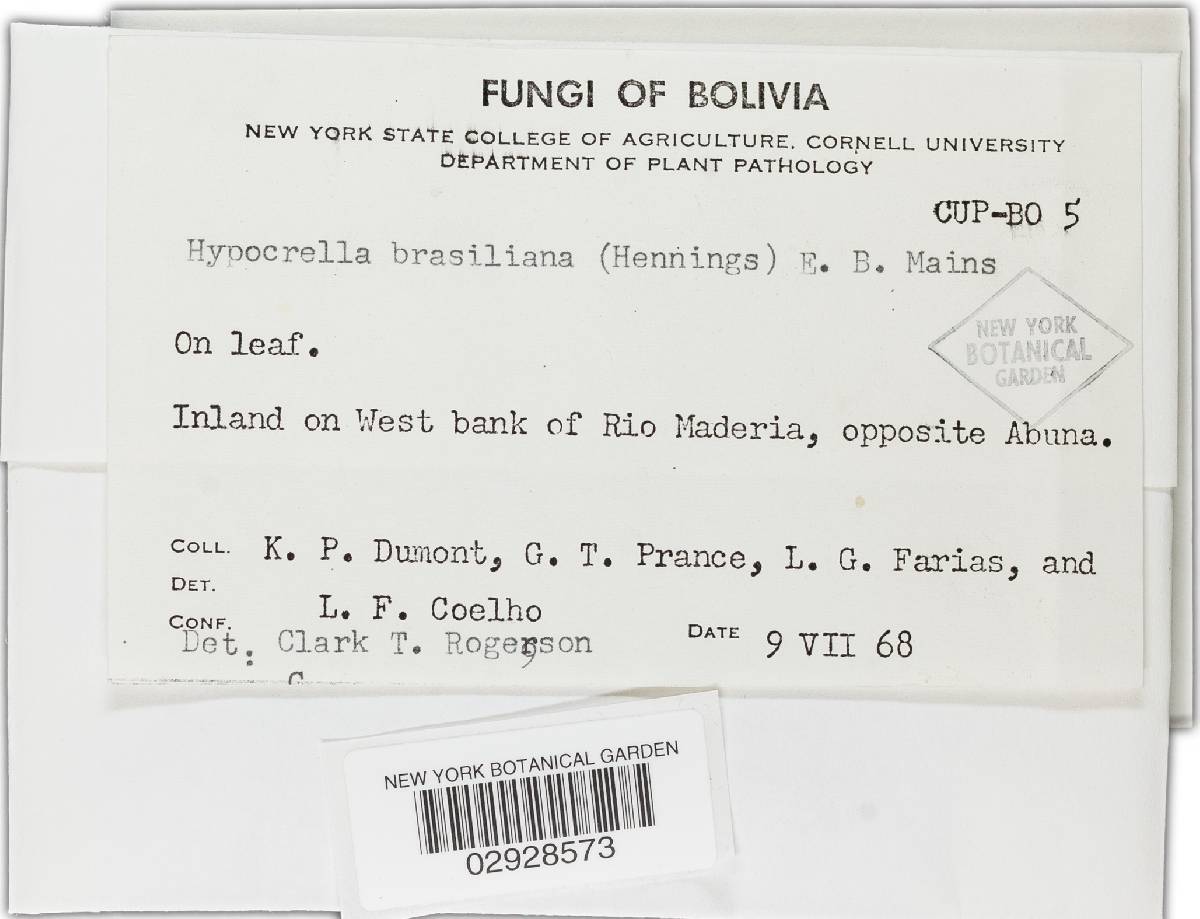 FUNGI OF BOLIVIA
NEW YORK STATE COLLEGE OF AGRICULTURE, CORNELL UNIVERSITY
DEPARTMENT OF PLANT PATHOLOGY
CUP-BO 5
Hypocrella brasiliana (Hennings) E. B. Mains
NEW YORK
BOTANICAL
GARDEN
On leaf.
Inland on West bank of Rio Maderia, opposite Abuna.
COLL. K. P. Dumont, G. T. Prance, L. G. Farias, and
DET.
L. F. Coelho
CONF.
Det. Clark T. Rogerson
DATE 9 VII 68
NEW YORK BOTANICAL GARDEN
02928573